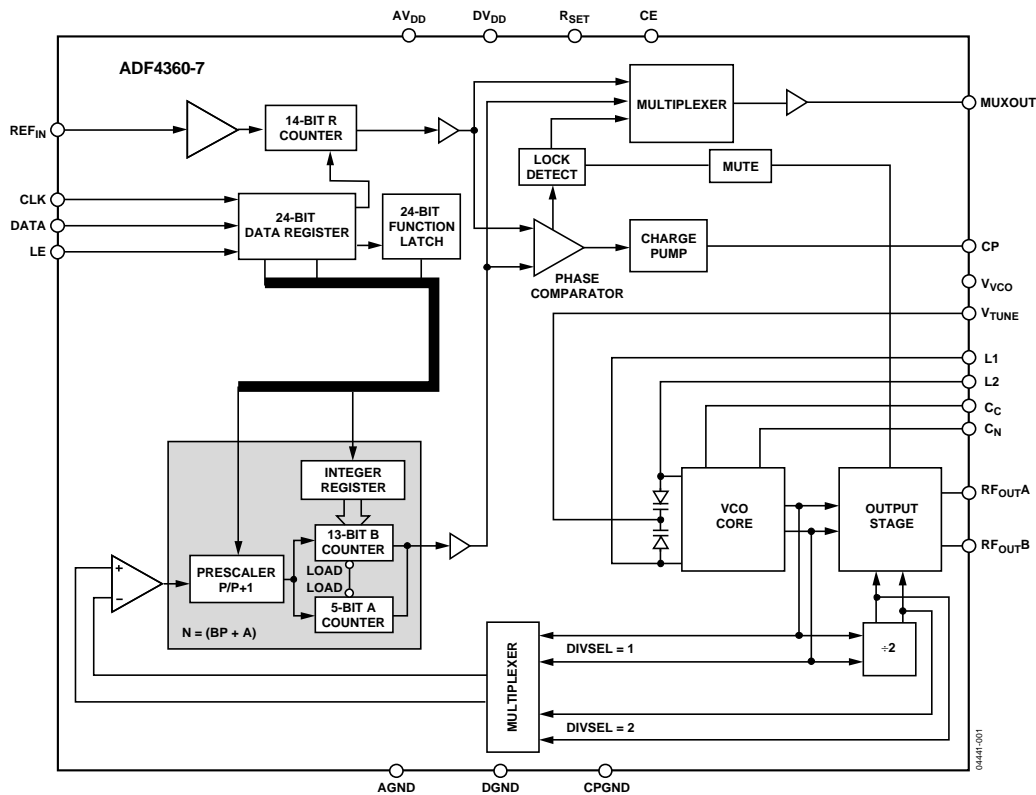 AVDD
DVDD
RSET
CE
ADF4360-7
REFIN
14-BIT R
COUNTER
MULTIPLEXER
MUXOUT
LOCK
DETECT
MUTE
CLK
DATA
LE
24-BIT
DATA REGISTER
24-BIT
FUNCTION
LATCH
PHASE
COMPARATOR
CHARGE
PUMP
CP
VVCO
VTUNE
L1
L2
CC
CN
INTEGER
REGISTER
13-BIT B
COUNTER
LOAD
LOAD
PRESCALER
P/P+1
5-BIT A
COUNTER
N = (BP + A)
+
−
VCO
CORE
OUTPUT
STAGE
RFOUTA
RFOUTB
MULTIPLEXER
DIVSEL = 1
DIVSEL = 2
÷2
AGND
DGND
CPGND
04441-001